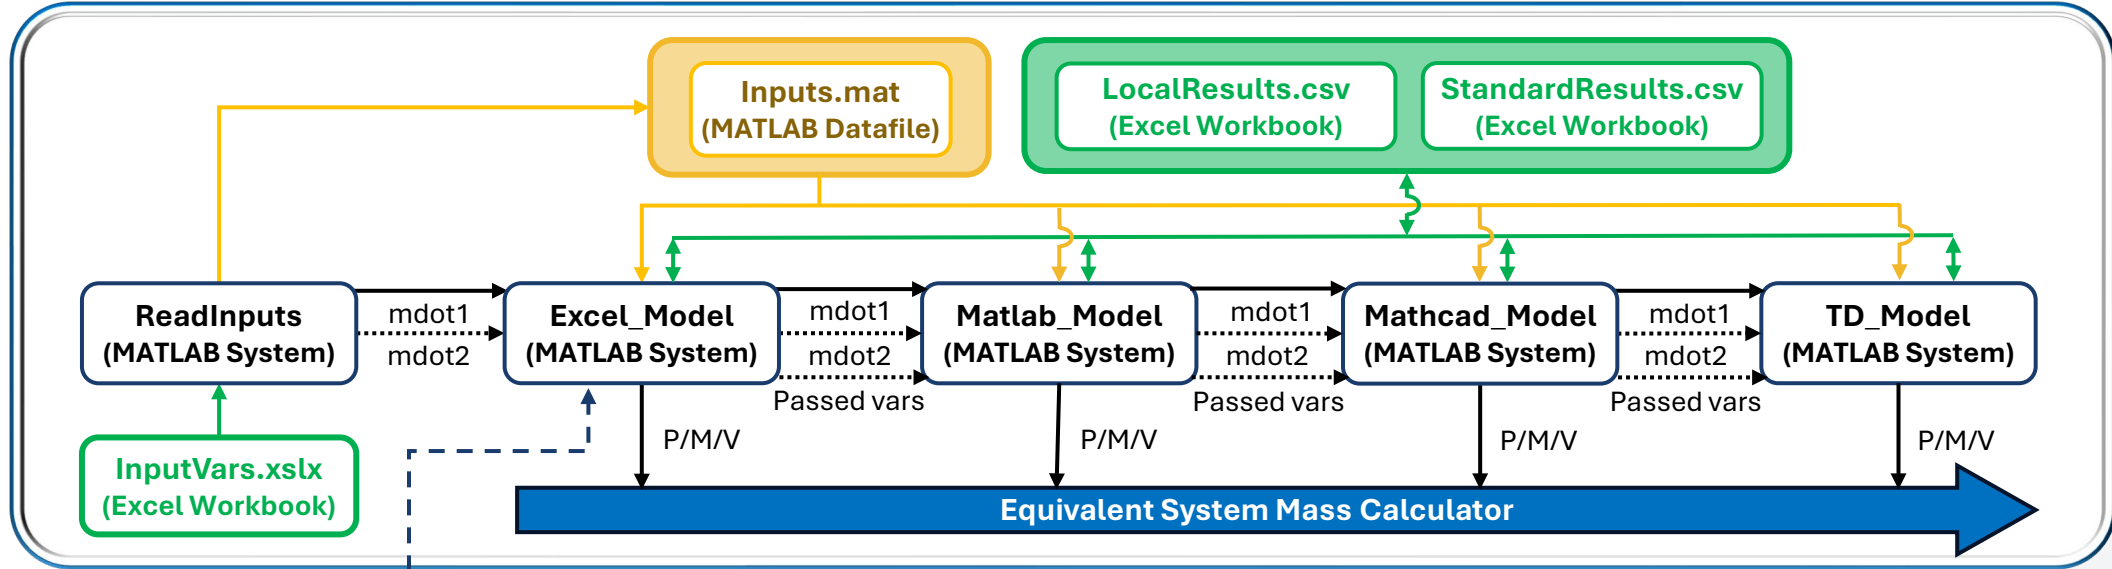 Inputs.mat
(MATLAB Datafile)
LocalResults.csv
(Excel Workbook)
StandardResults.csv
(Excel Workbook)
ReadInputs
(MATLAB System)
mdot1
mdot2
Excel_Model
(MATLAB System)
mdot1
mdot2
Passed vars
Matlab_Model
(MATLAB System)
mdot1
mdot2
Passed vars
Mathcad_Model
(MATLAB System)
mdot1
mdot2
Passed vars
TD_Model
(MATLAB System)
P/M/V
P/M/V
P/M/V
P/M/V
InputVars.xslx
(Excel Workbook)
Equivalent System Mass Calculator